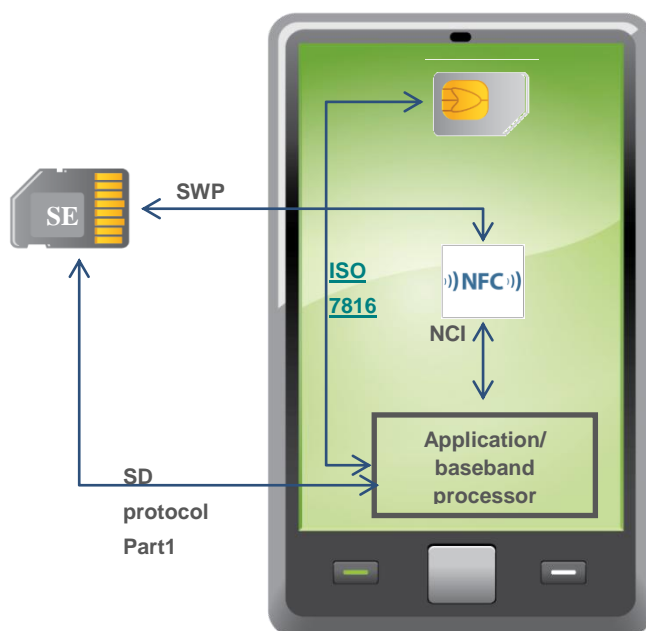 SE
SWP
ISO
7816
NFC
NCI
Application/
baseband
processor
SD
protocol
Part1